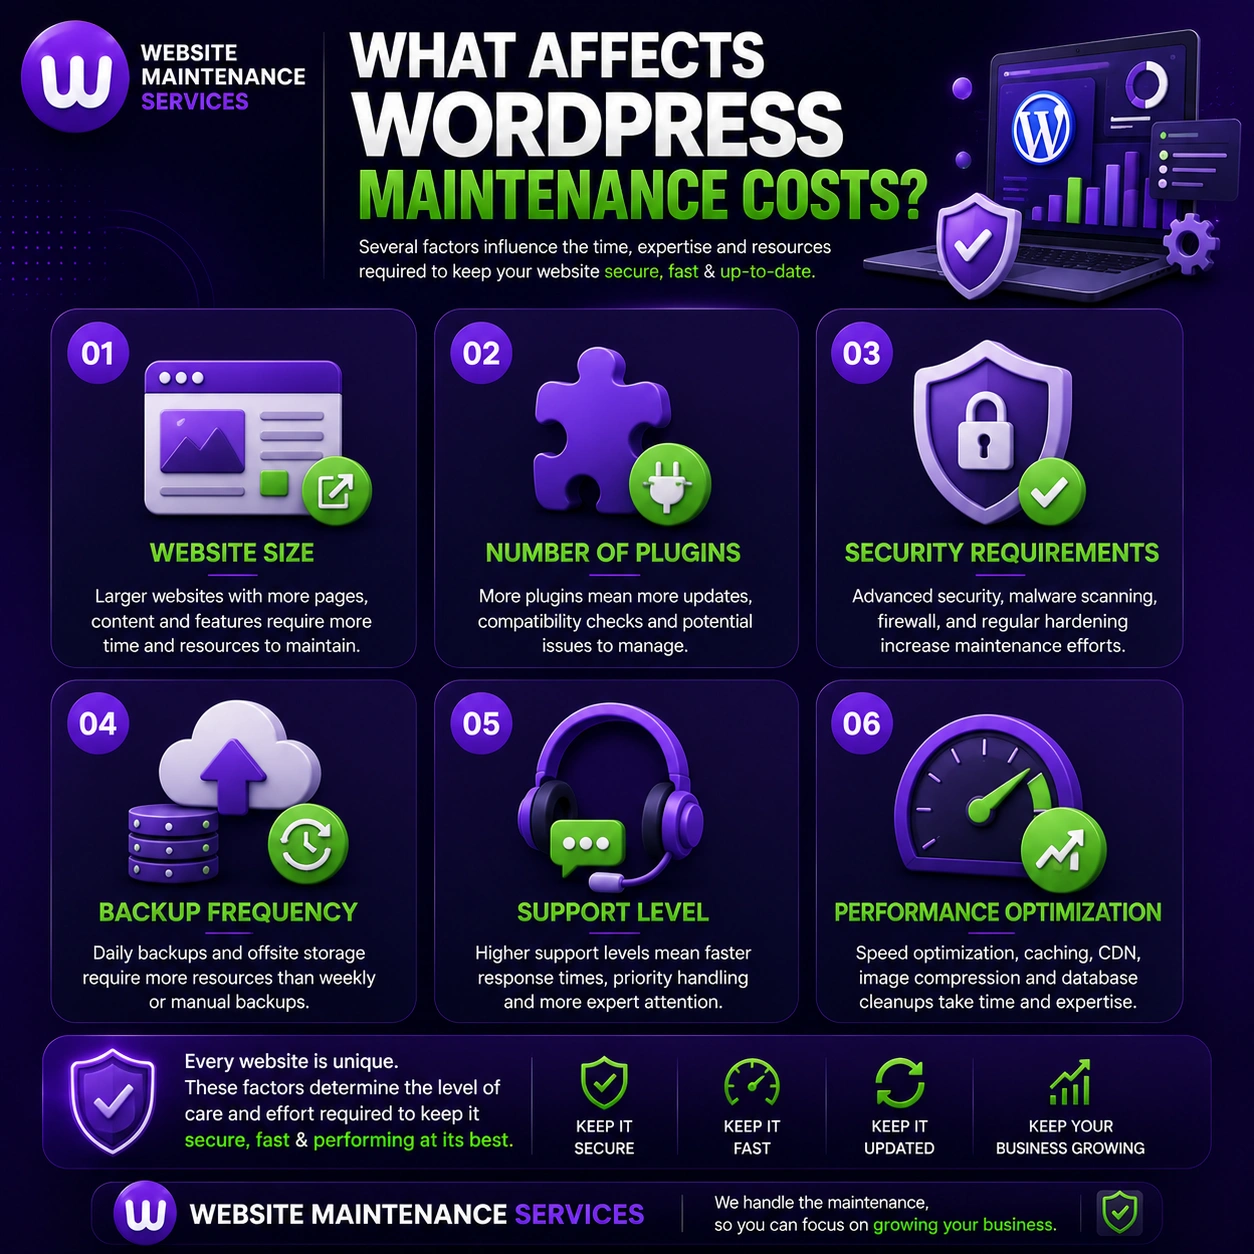 W
WEBSITE
MAINTENANCE
SERVICES
WHAT AFFECTS
WORDPRESS
MAINTENANCE COSTS?
Several factors influence the time, expertise and resources
required to keep your website secure, fast & up-to-date.
W
01
WEBSITE SIZE
Larger websites with more pages,
content and features require more
time and resources to maintain.
02
NUMBER OF PLUGINS
More plugins mean more updates,
compatibility checks and potential
issues to manage.
03
SECURITY REQUIREMENTS
Advanced security, malware scanning,
firewall, and regular hardening
increase maintenance efforts.
04
BACKUP FREQUENCY
Daily backups and offsite storage
require more resources than weekly
or manual backups.
05
SUPPORT LEVEL
Higher support levels mean faster
response times, priority handling
and more expert attention.
06
PERFORMANCE OPTIMIZATION
Speed optimization, caching, CDN,
image compression and database
cleanups take time and expertise.
Every website is unique.
These factors determine the level of
care and effort required to keep it
secure, fast & performing at its best.
KEEP IT
SECURE
KEEP IT
FAST
KEEP IT
UPDATED
KEEP YOUR
BUSINESS GROWING
W
WEBSITE MAINTENANCE SERVICES
We handle the maintenance,
so you can focus on growing your business.